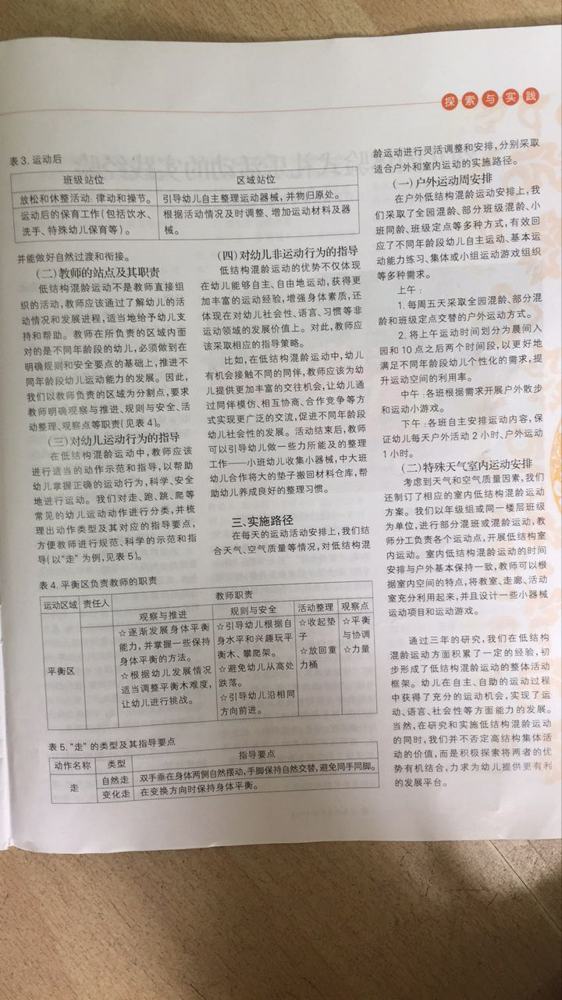 探索与实践
表 3. 运动后
班级站位 区域站位
放松和休整活动: 律动和操节。 引导幼儿自主整理运动器械,并物归原处。
运动后的保育工作(包括饮水、 根据活动情况及时调整、增加运动材料及器
洗手、特殊幼儿保育等)。 械。
并能做好自然过渡和衔接。
(二)教师的站点及其职责
低结构混龄运动不是教师直接组
织的活动,教师应该通过了解幼儿的活
动情况和发展进程,适当地给予幼儿支
持和帮助。教师在所负责的区域内面
对的是不同年龄段的幼儿,必须做到在
明确规则和安全要点的基础上,推进不
同年龄段幼儿运动能力的发展。因此,
我们以教师负责的区域为分割点,要求
教师明确观察与推进、规则与安全、活
动整理、观察点等职责(见表 4)。
(三)对幼儿运动行为的指导
在低结构混龄运动中,教师应该
进行适当的动作示范和指导,以帮助
幼儿掌握正确的运动行为,科学、安全
地进行运动。我们对走、跑、跳、爬等
常见的幼儿运动动作进行分类,并梳
理出动作类型及其对应的指导要点,
方便教师进行规范、科学的示范和指
导(以“走”为例,见表 5)。
(四)对幼儿非运动行为的指导
低结构混龄运动的优势不仅体现
在幼儿能够自主、自由地运动,获得更
加丰富的运动经验,增强身体素质,还
体现在对幼儿社会性、语言、习惯等非
运动领域的发展价值上。对此,教师应
该采取相应的指导策略。
比如,在低结构混龄运动中,幼儿
有机会接触不同的同伴,教师应该为幼
儿提供更加丰富的交往机会,让幼儿通
过同伴模仿、相互协商、合作竞争等方
式实现更广泛的交流,促进不同年龄段
幼儿社会性的发展。活动结束后,教师
可以引导幼儿做一些力所能及的整理
工作——小班幼儿收集小器械,中大班
幼儿合作将大的垫子搬回材料仓库,帮
助幼儿养成良好的整理习惯。
三、实施路径
在每天的运动活动安排上,我们结
合天气、空气质量等情况,对低结构混
龄运动进行灵活调整和安排,分别采取
适合户外和室内运动的实施路径。
(一)户外运动周安排
在户外低结构混龄运动安排上,我
们采取了全园混龄、部分班级混龄、小
班同龄、班级定点等多种方式,有效回
应了不同年龄段幼儿自主运动、基本运
动能力练习、集体或小组运动游戏组织
等多种需求。
上午:
1. 每周五天采取全园混龄、部分混
龄和班级定点交替的户外运动方式。
2. 将上午运动时间划分为晨间入
园和 10 点之后两个时间段,以更好地
满足不同年龄段幼儿个性化的需求,提
升运动空间的利用率。
中午:各班根据需求开展户外散步
和运动小游戏。
下午:各班自主安排运动内容,保
证幼儿每天户外活动 2 小时、户外运动
1 小时。
(二)特殊天气室内运动安排
考虑到天气和空气质量因素,我们
还制订了相应的室内低结构混龄运动
方案。我们以年级组或同一楼层班级
为单位,进行部分混班或混龄运动,教
师分工负责各个运动点,开展低结构室
内运动。室内低结构混龄运动的时间
安排与户外基本保持一致,教师可以根
据室内空间的特点,将教室、走廊、活动
室充分利用起来,并且设计一些小器械
运动项目和运动游戏。
通过三年的研究,我们在低结构
混龄运动方面积累了一定的经验,初
步形成了低结构混龄运动的整体活动
框架。幼儿在自主、自助的运动过程
中获得了充分的运动机会,实现了运
动、语言、社会性等方面能力的发展。
当然,在研究和实施低结构混龄运动
的同时,我们并不否定高结构集体活
动的价值,而是积极探索将两者的优
势有机结合,力求为幼儿提供更有利
的发展平台。
表 4. 平衡区负责教师的职责
运动区域 责任人 教师职责
观察与推进 规则与安全 活动整理 观察点
平衡区
☆逐渐发展身体平衡
能力,并掌握一些保持
身体平衡的方法。
☆根据幼儿发展情况
适当调整平衡木难度,
让幼儿进行挑战。
☆引导幼儿根据自
身水平和兴趣玩平
衡木、攀爬架。
☆避免幼儿从高处
跌落。
☆引导幼儿沿相同
方向前进。
☆收起垫
子
☆放回重
力桶
☆平衡
与协调
☆力量
表 5. “走”的类型及其指导要点
动作名称 类型 指导要点
走 自然走 双手垂在身体两侧自然摆动,手脚保持自然交替,避免同手同脚。
变化走 在变换方向时保持身体平衡。